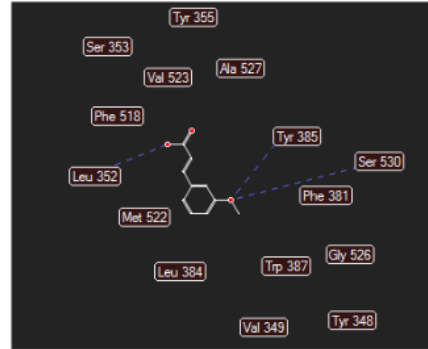 Tyr 355
Ser 353
Val 523
Ala 527
Phe 518
Tyr 385
Ser 530
Leu 352
Phe 381
Met 522
Gly 526
Leu 384
Trp 387
Val 349
Tyr 348